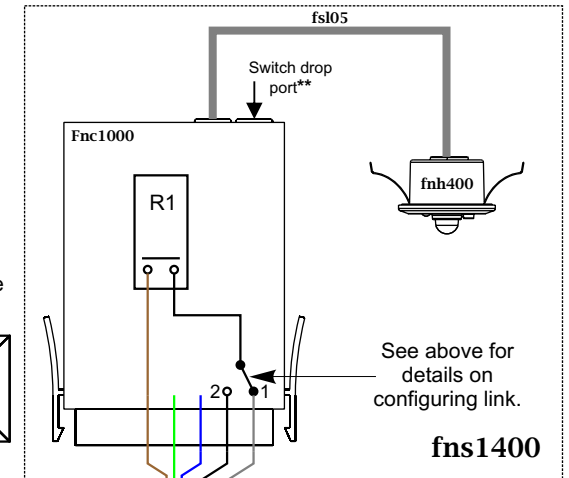 fsl05
Switch drop
port**
Fnc1000
fnh400
R1
e
See above for
details on
configuring link.
2
1
fns1400